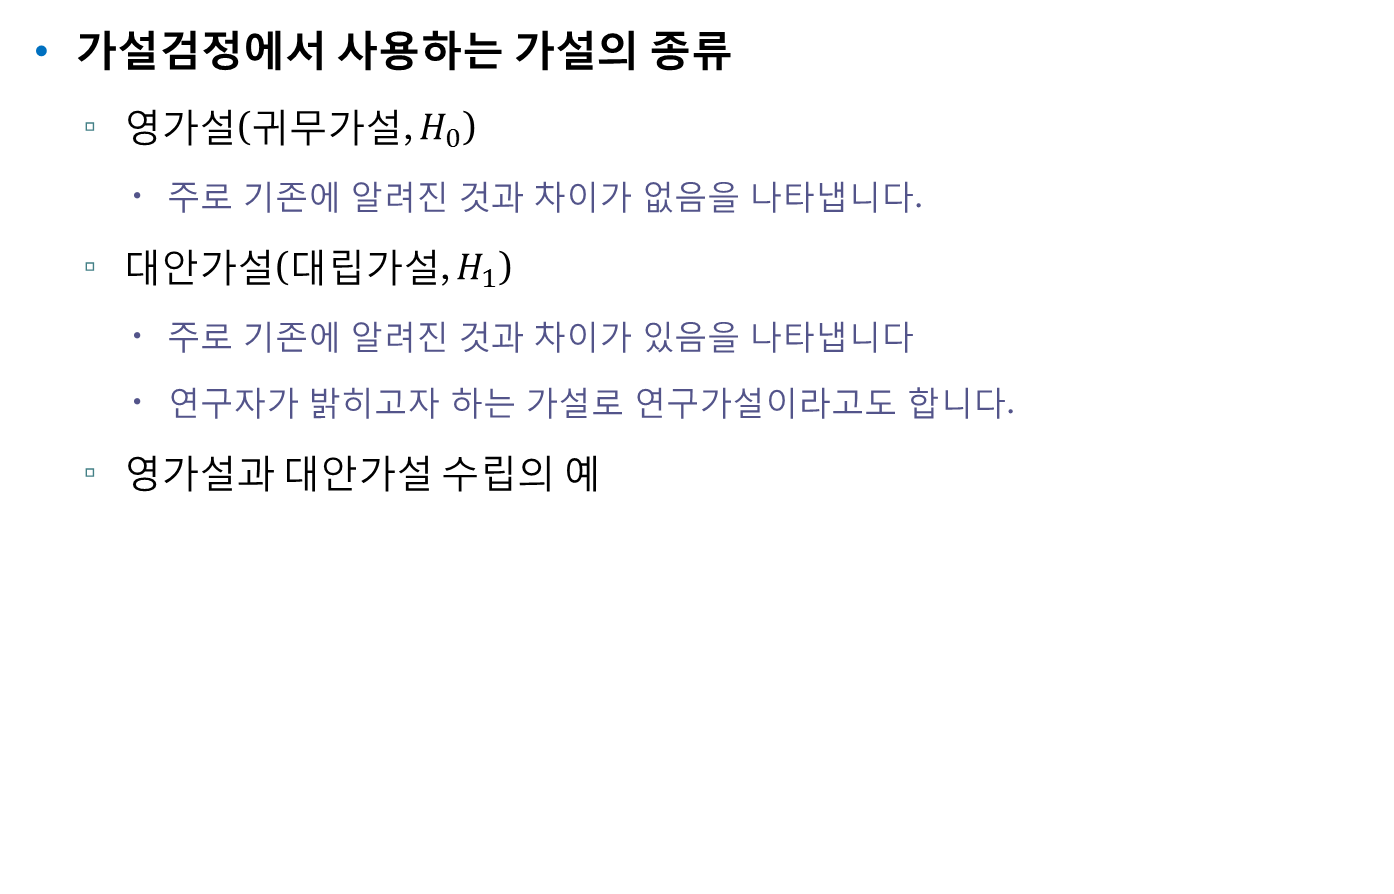 • 가설검정에서 사용하는 가설의 종류
▫ 영가설(귀무가설, H₀)
• 주로 기존에 알려진 것과 차이가 없음을 나타냅니다.
▫ 대안가설(대립가설, H₁)
• 주로 기존에 알려진 것과 차이가 있음을 나타냅니다
• 연구자가 밝히고자 하는 가설로 연구가설이라고도 합니다.
▫ 영가설과 대안가설 수립의 예